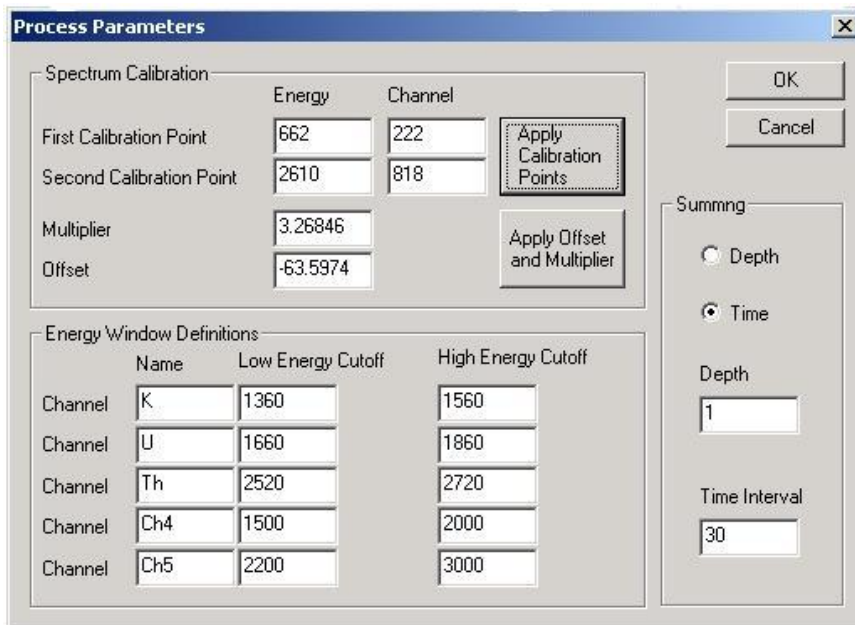 Process Parameters
Spectrum Calibration
Energy Channel
First Calibration Point 662 222
Second Calibration Point 2610 818
Apply Calibration Points
Multiplier 3.26846
Offset -63.5974
Apply Offset and Multiplier
OK
Cancel
Summng
Depth
Time
Depth
1
Time Interval
30
Energy Window Definitions
Name Low Energy Cutoff High Energy Cutoff
Channel K 1360 1560
Channel U 1660 1860
Channel Th 2520 2720
Channel Ch4 1500 2000
Channel Ch5 2200 3000